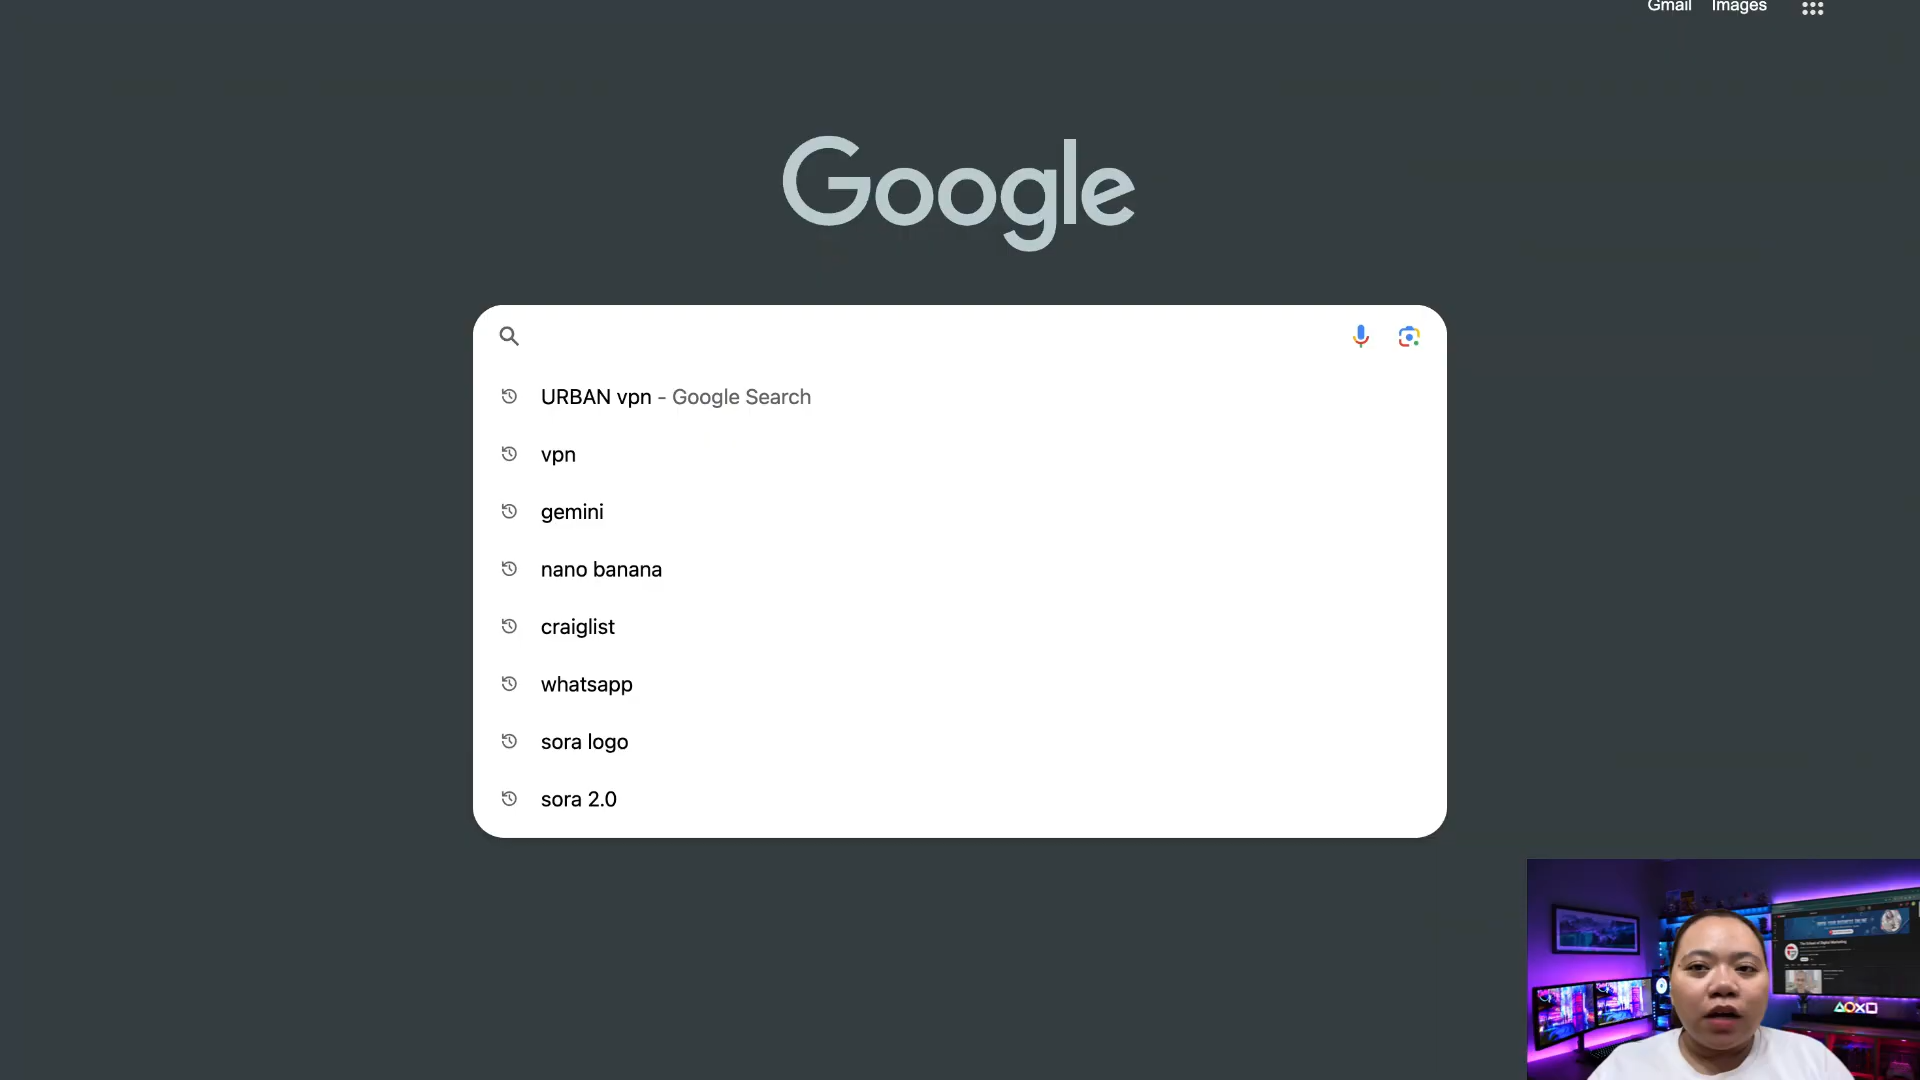 Gmail Images
Google
URBAN vpn - Google Search
vpn
gemini
nano banana
craiglist
whatsapp
sora logo
sora 2.0